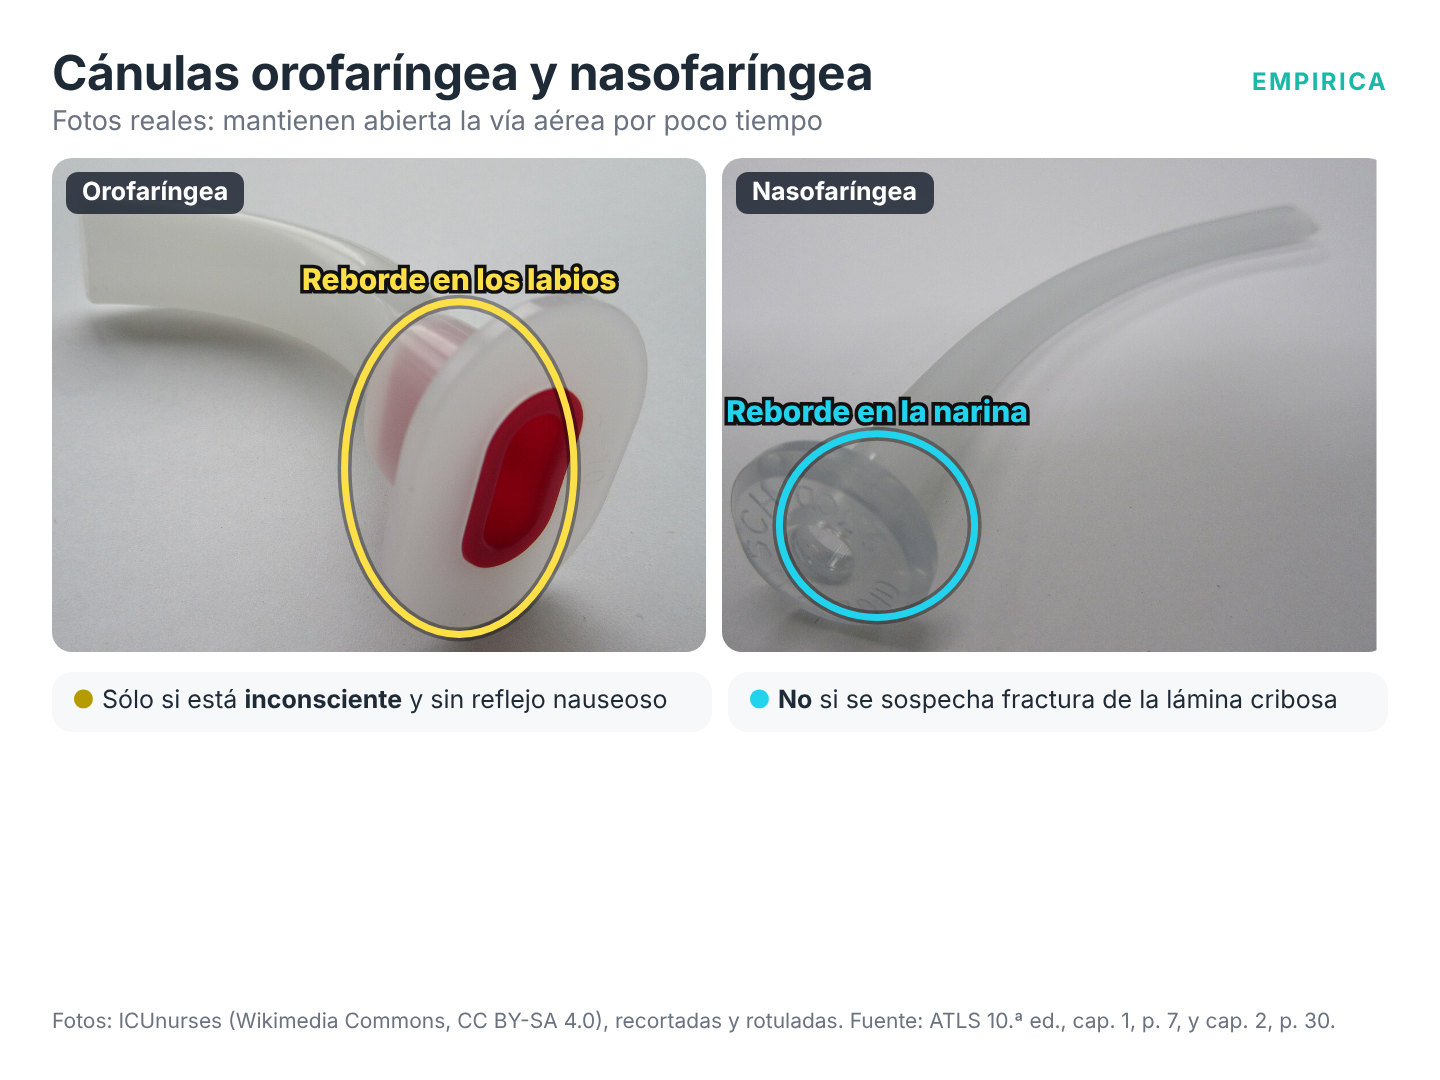 Cánulas orofaríngea y nasofaríngea
EMPIRICA
Fotos reales: mantienen abierta la vía aérea por poco tiempo
Orofaríngea
Reborde en los labios
Nasofaríngea
Reborde en la narina
Sólo si está inconsciente y sin reflejo nauseoso
No si se sospecha fractura de la lámina cribosa
Fotos: ICUnurses (Wikimedia Commons, CC BY-SA 4.0), recortadas y rotuladas. Fuente: ATLS 10.ª ed., cap. 1, p. 7, y cap. 2, p. 30.